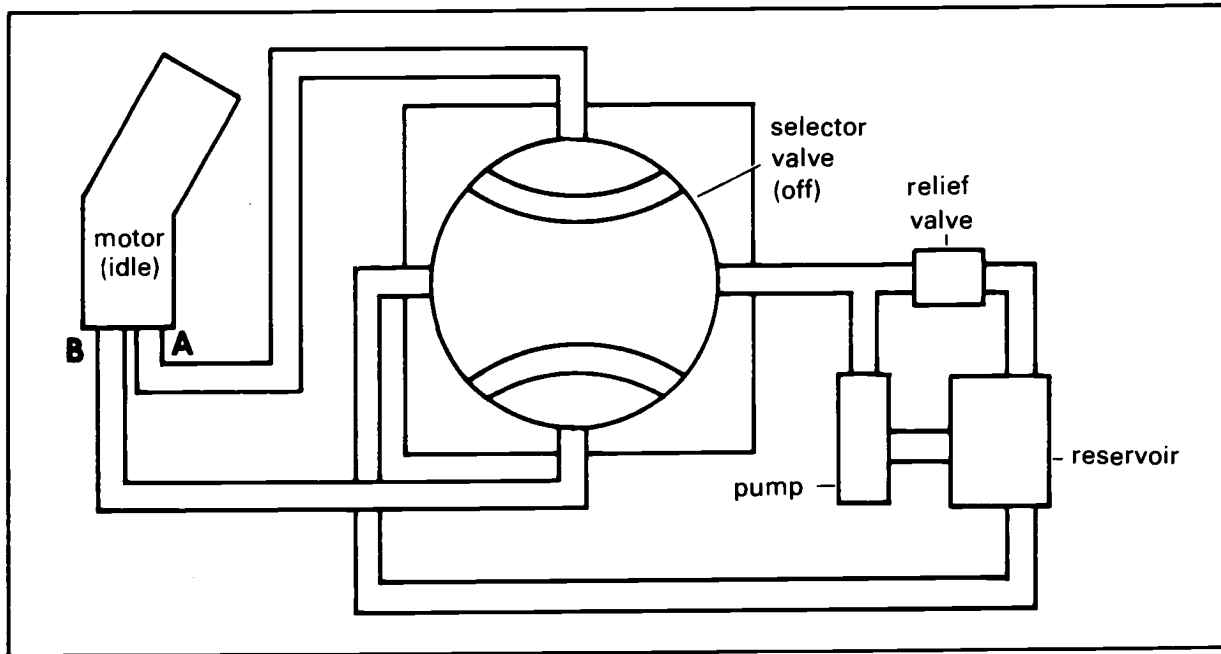 selector
valve
(off)
relief
valve
motor
(idle)
B
A
pump
reservoir